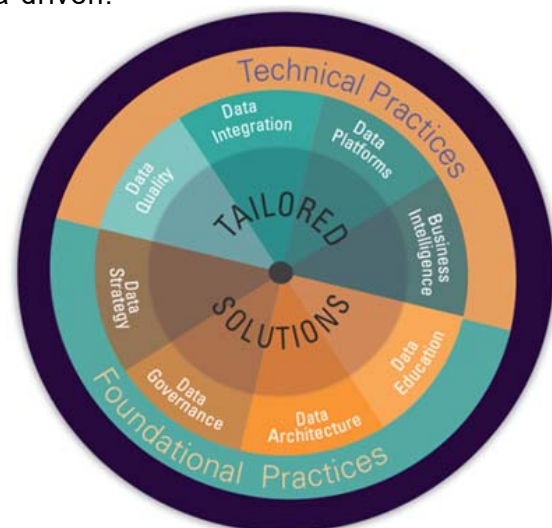 Technical Practices
Data
Integration
Data
Platforms
Data
Quality
Business
Intelligence
TAILORED
SOLUTIONS
Data
Strategy
Data
Education
Data
Governance
Data
Architecture
Foundational Practices